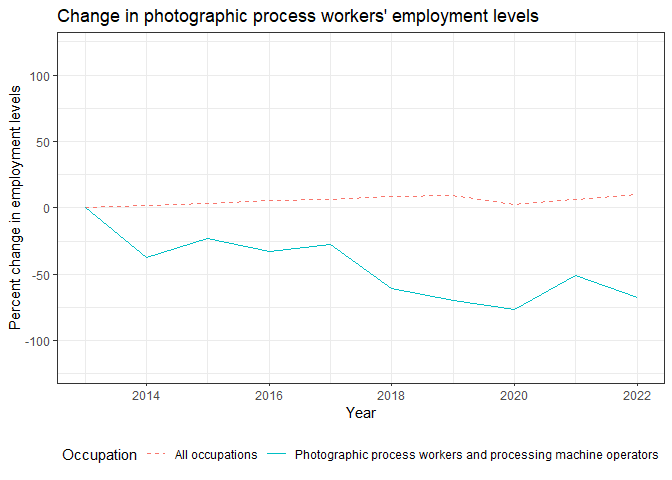 Change in photographic process workers' employment levels
Percent change in employment levels
100
50
0
-50
-100
2014 2016 2018 2020 2022
Year
Occupation All occupations Photographic process workers and processing machine operators